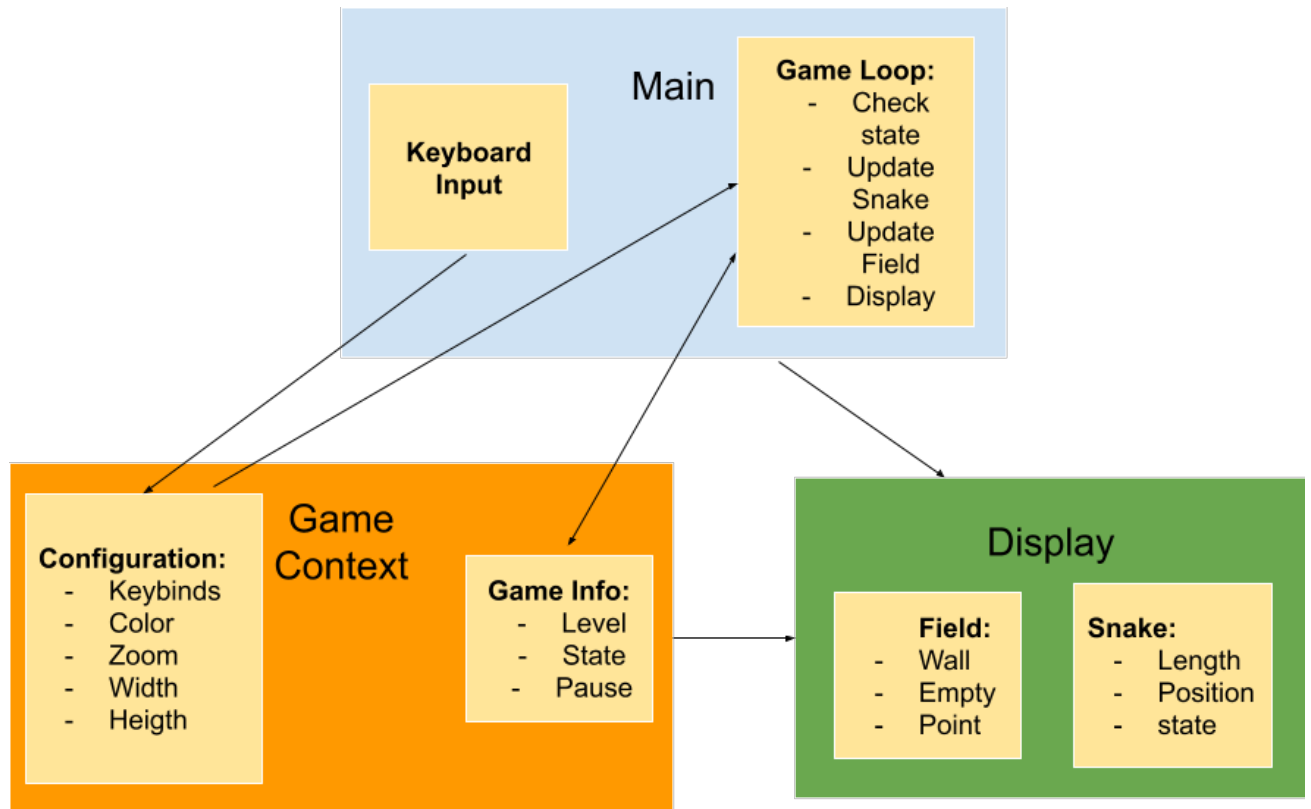 Main
Keyboard
Input
Game Loop:
- Check
state
- Update
Snake
- Update
Field
- Display
Game
Context
Configuration:
- Keybinds
- Color
- Zoom
- Width
- Heigth
Game Info:
- Level
- State
- Pause
Display
Field:
- Wall
- Empty
- Point
Snake:
- Length
- Position
- state